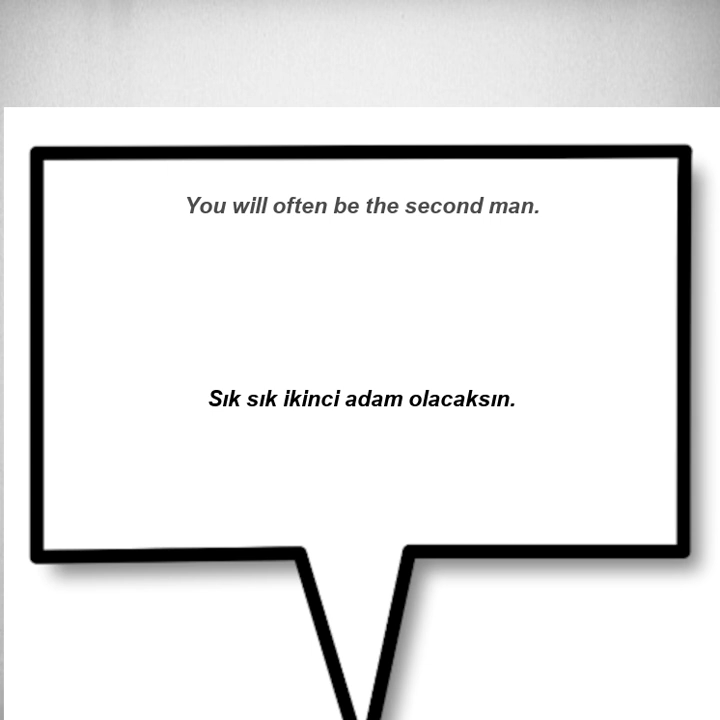 You will often be the second man.
Sık sık ikinci adam olacaksın.